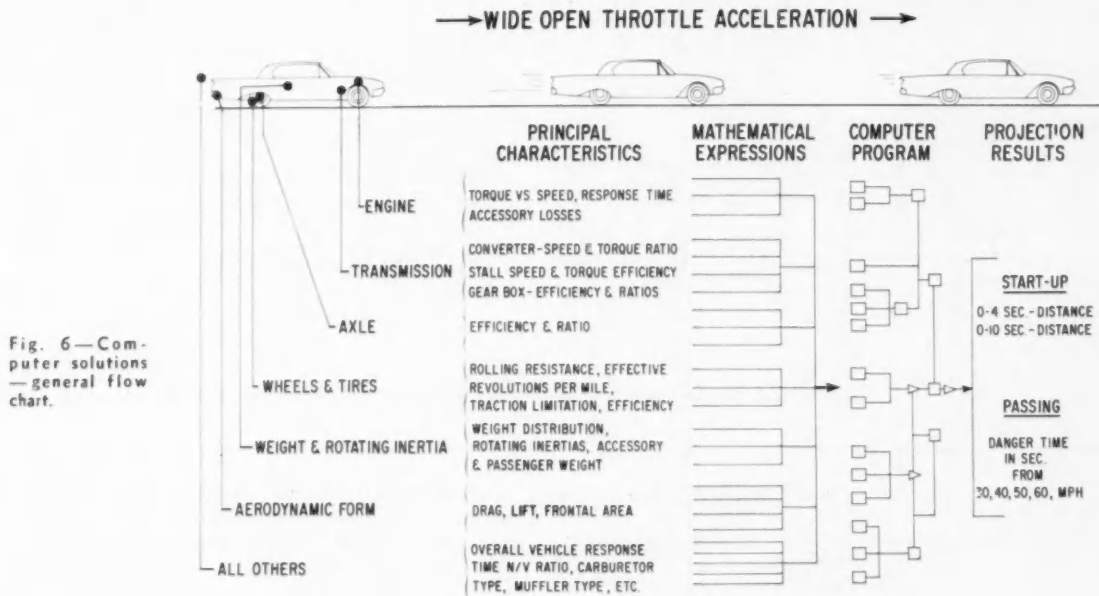 → WIDE OPEN THROTTLE ACCELERATION →
PRINCIPAL
CHARACTERISTICS
MATHEMATICAL
EXPRESSIONS
COMPUTER
PROGRAM
PROJECTION
RESULTS
ENGINE
TORQUE VS SPEED, RESPONSE TIME
ACCESSORY LOSSES
TRANSMISSION
CONVERTER-SPEED & TORQUE RATIO
STALL SPEED & TORQUE EFFICIENCY
GEAR BOX- EFFICIENCY & RATIOS
AXLE
EFFICIENCY & RATIO
WHEELS & TIRES
ROLLING RESISTANCE, EFFECTIVE
REVOLUTIONS PER MILE,
TRACTION LIMITATION, EFFICIENCY
WEIGHT & ROTATING INERTIA
WEIGHT DISTRIBUTION,
ROTATING INERTIAS, ACCESSORY
& PASSENGER WEIGHT
AERODYNAMIC FORM
DRAG, LIFT, FRONTAL AREA
ALL OTHERS
OVERALL VEHICLE RESPONSE
TIME N/V RATIO, CARBURETOR
TYPE, MUFFLER TYPE, ETC.
START-UP
0-4 SEC.-DISTANCE
0-10 SEC.-DISTANCE
PASSING
DANGER TIME
IN SEC.
FROM
30,40,50,60, MPH
Fig. 6—Com-
puter solutions
—general flow
chart.